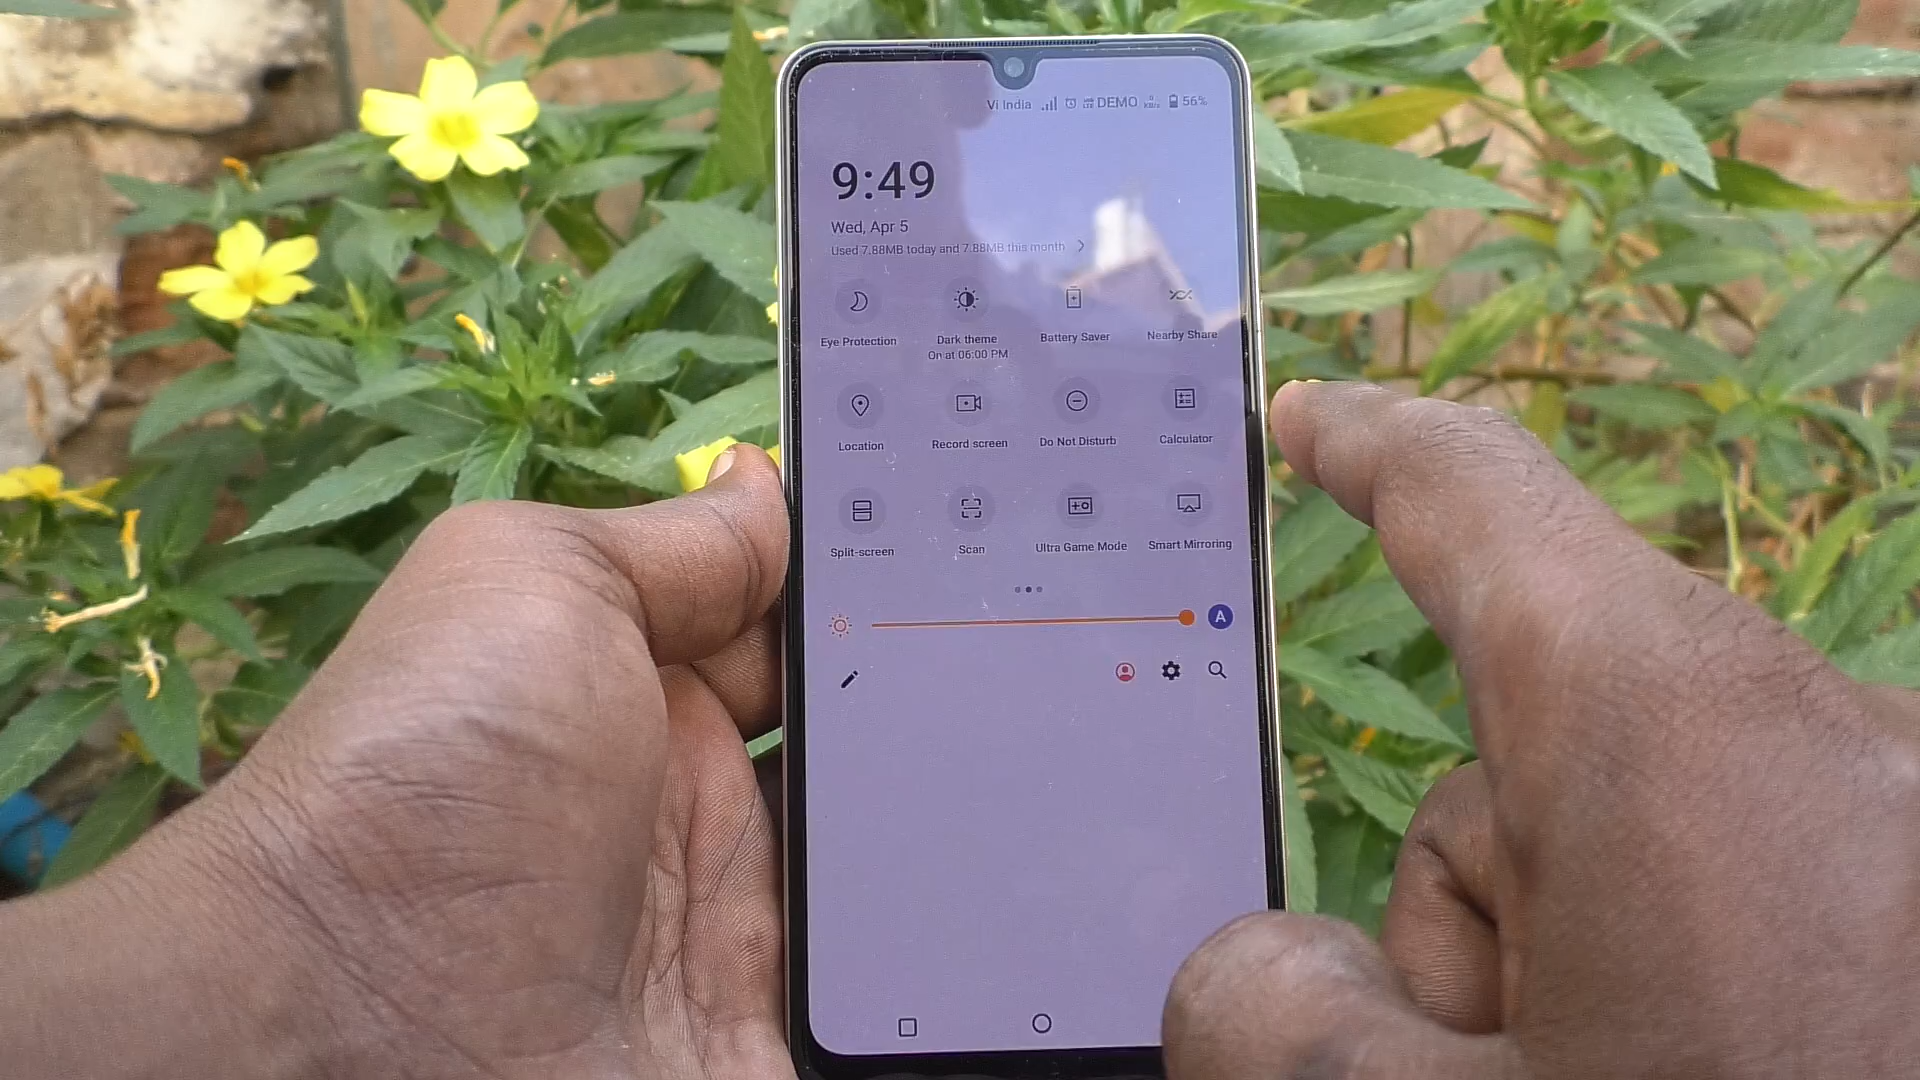 Vi India DEMO 56%
9:49
Wed, Apr 5
Used 7.88MB today and 7.88MB this month
Eye Protection
Dark theme
On at 06:00 PM
Battery Saver
Nearby Share
Location
Record screen
Do Not Disturb
Calculator
Split-screen
Scan
Ultra Game Mode
Smart Mirroring
A